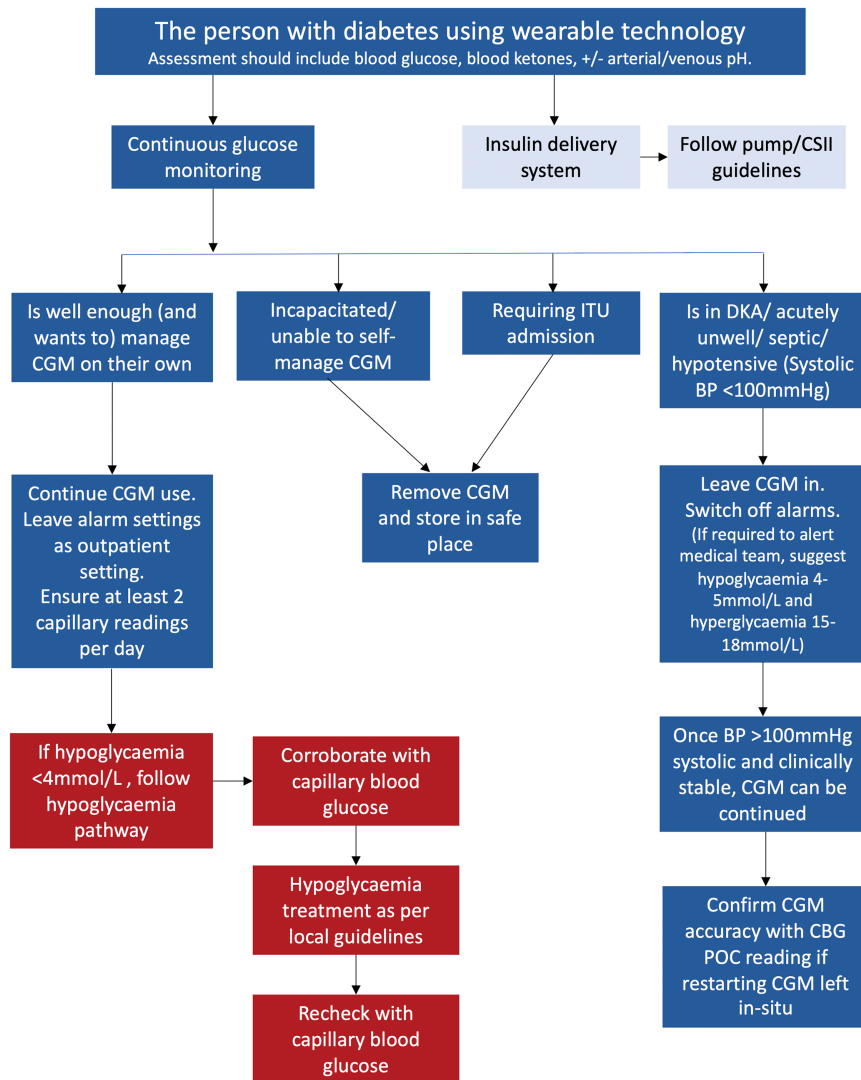 The person with diabetes using wearable technology
Assessment should include blood glucose, blood ketones, +/- arterial/venous pH.
Continuous glucose
monitoring
Insulin delivery
system
Follow pump/CSII
guidelines
Is well enough (and
wants to) manage
CGM on their own
Incapacitated/
unable to self-
manage CGM
Requiring ITU
admission
Is in DKA/ acutely
unwell/ septic/
hypotensive (Systolic
BP <100mmHg)
Continue CGM use.
Leave alarm settings
as outpatient
setting.
Ensure at least 2
capillary readings
per day
Remove CGM
and store in safe
place
Leave CGM in.
Switch off alarms.
(If required to alert
medical team, suggest
hypoglycaemia 4-
5mmol/L and
hyperglycaemia 15-
18mmol/L)
If hypoglycaemia
<4mmol/L , follow
hypoglycaemia
pathway
Corroborate with
capillary blood
glucose
Once BP >100mmHg
systolic and clinically
stable, CGM can be
continued
Hypoglycaemia
treatment as per
local guidelines
Confirm CGM
accuracy with CBG
POC reading if
restarting CGM left
in-situ
Recheck with
capillary blood
glucose